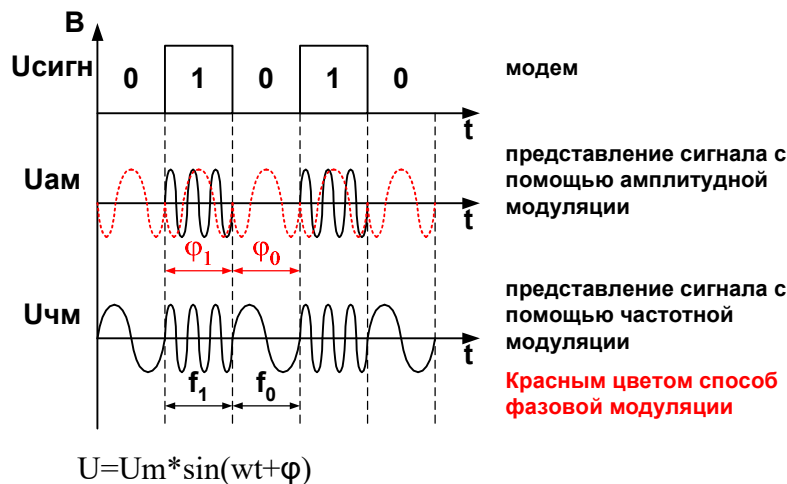 В
Uсигн
0 1 0 1 0
t
модем
Uам
φ1 φ0
представление сигнала с
помощью амплитудной
модуляции
Uчм
t
f1 f0
представление сигнала с
помощью частотной
модуляции
Красным цветом способ
фазовой модуляции
U=Um*sin(wt+φ)